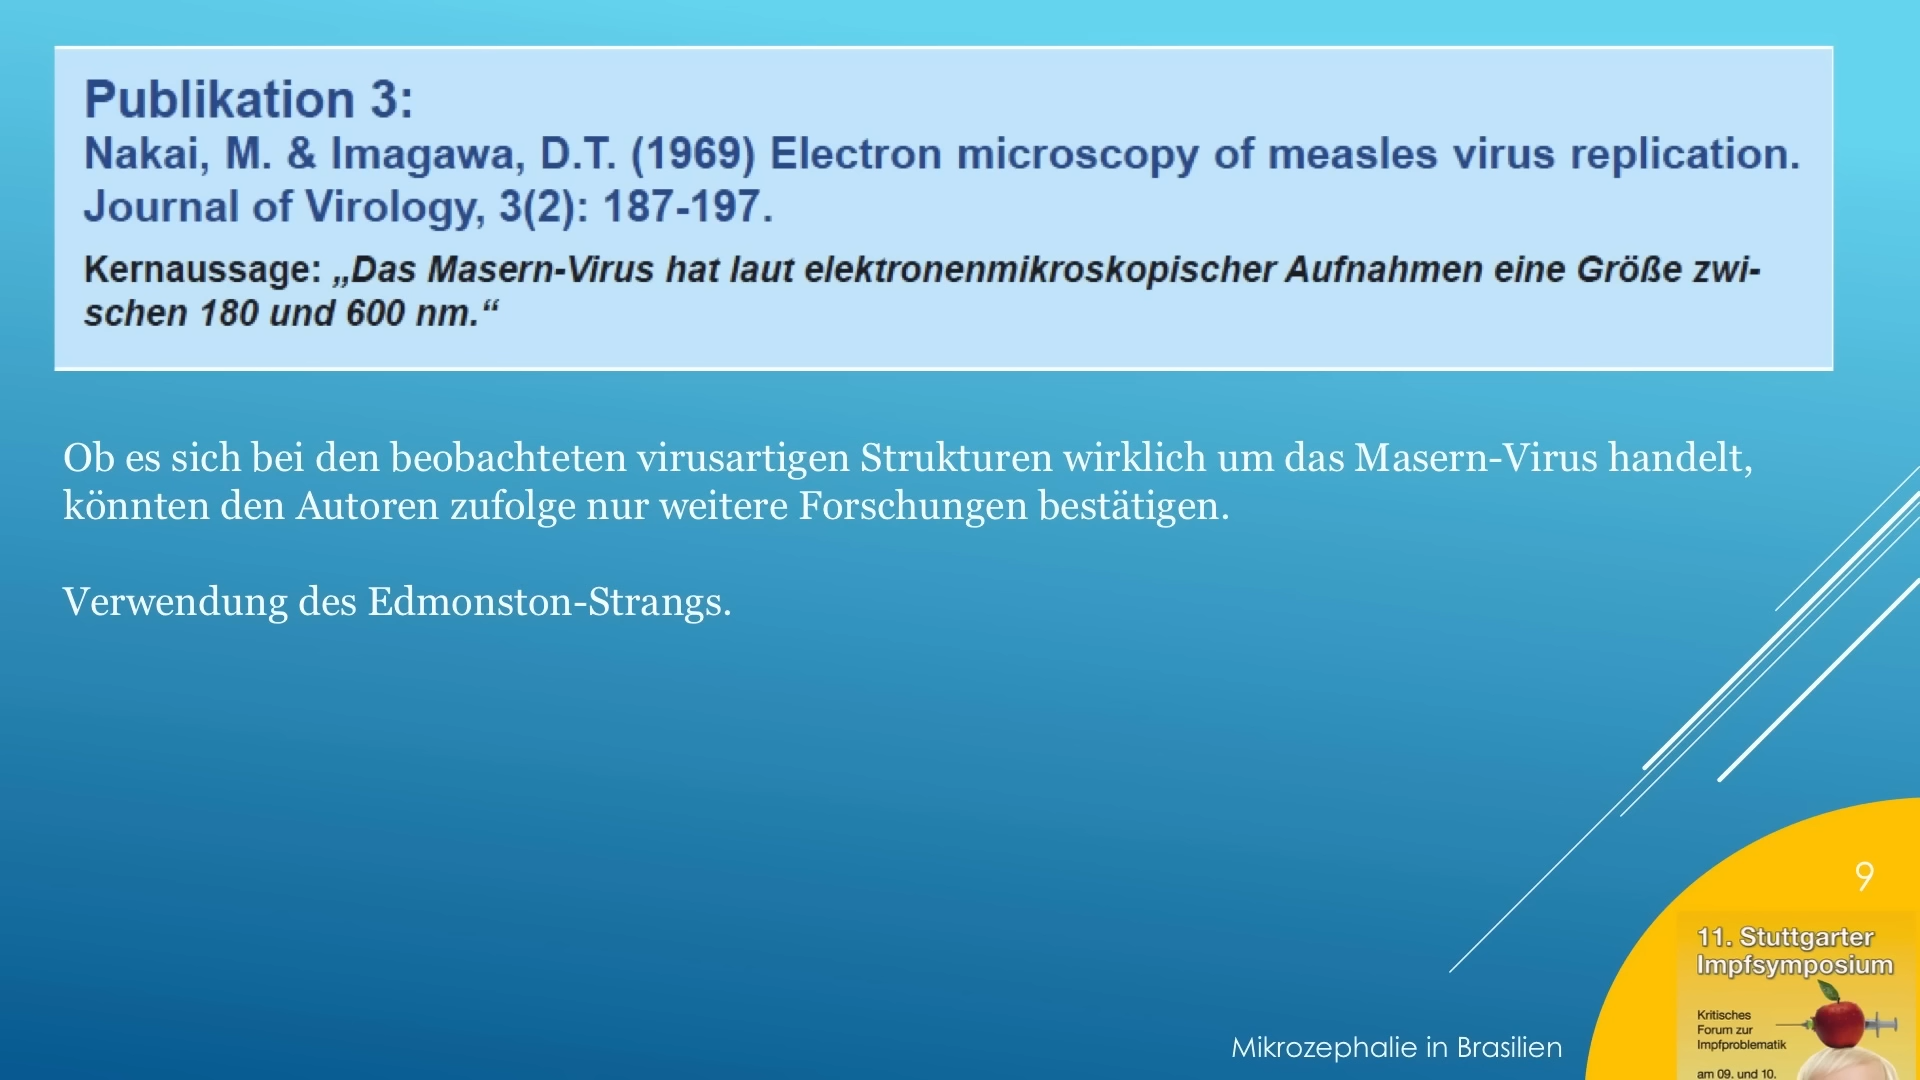 Publikation 3:
Nakai, M. & Imagawa, D.T. (1969) Electron microscopy of measles virus replication.
Journal of Virology, 3(2): 187-197.
Kernaussage: „Das Masern-Virus hat laut elektronenmikroskopischer Aufnahmen eine Größe zwi-
schen 180 und 600 nm.“
Ob es sich bei den beobachteten virusartigen Strukturen wirklich um das Masern-Virus handelt,
könnten den Autoren zufolge nur weitere Forschungen bestätigen.
Verwendung des Edmonston-Strangs.
9
11. Stuttgarter
Impfsymposium
Kritisches
Forum zur
Impfproblematik
am 09. und 10.
Mikrozephalie in Brasilien